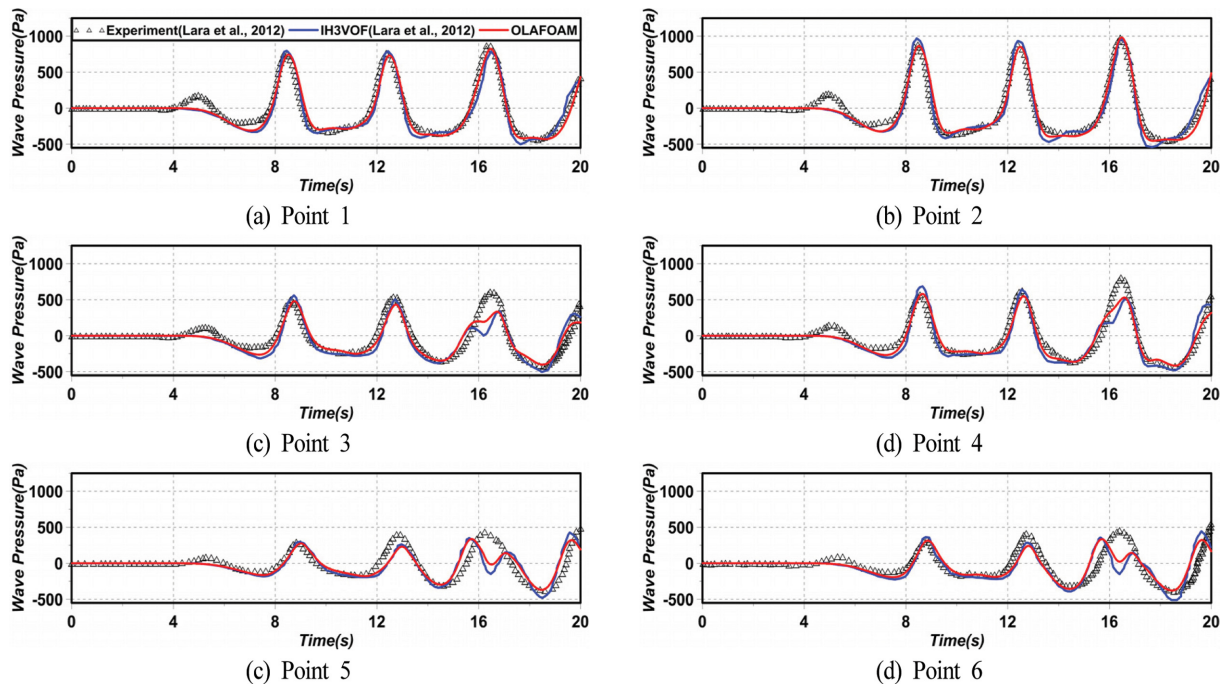 Experiment(Lara et al., 2012) IH3VOF(Lara et al., 2012) OLAFOAM
Wave Pressure(Pa)
1000
500
0
-500
0 4 8 12 16 20
Time(s)
(a) Point 1
Wave Pressure(Pa)
1000
500
0
-500
0 4 8 12 16 20
Time(s)
(b) Point 2
Wave Pressure(Pa)
1000
500
0
-500
0 4 8 12 16 20
Time(s)
(c) Point 3
Wave Pressure(Pa)
1000
500
0
-500
0 4 8 12 16 20
Time(s)
(d) Point 4
Wave Pressure(Pa)
1000
500
0
-500
0 4 8 12 16 20
Time(s)
(c) Point 5
Wave Pressure(Pa)
1000
500
0
-500
0 4 8 12 16 20
Time(s)
(d) Point 6